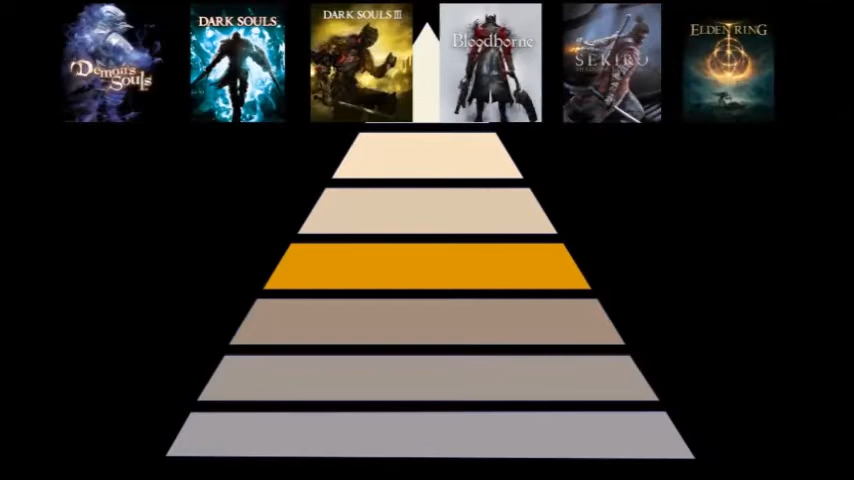 Demon's
Souls
DARK SOULS
DARK SOULS III
Bloodborne
SEKIRO
ELDEN RING